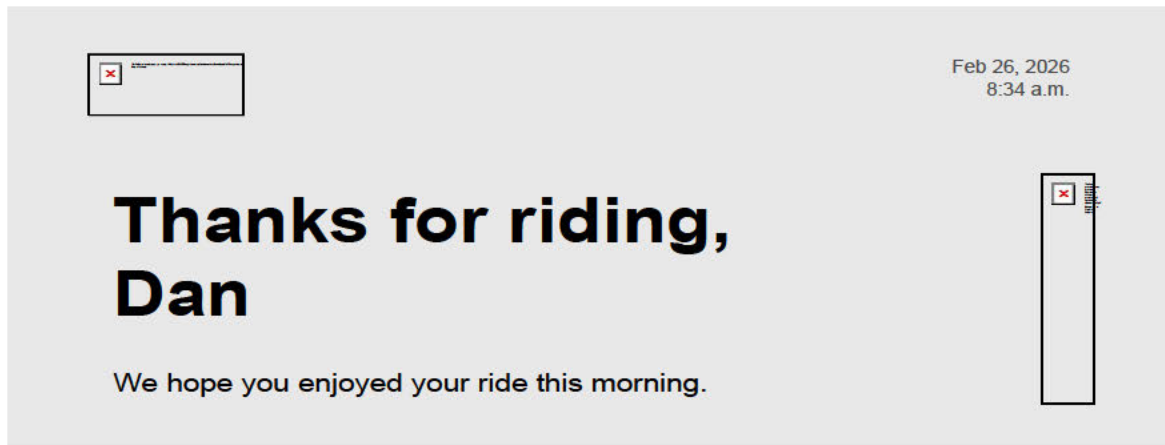 Feb 26, 2026
8:34 a.m.
Thanks for riding,
Dan
We hope you enjoyed your ride this morning.